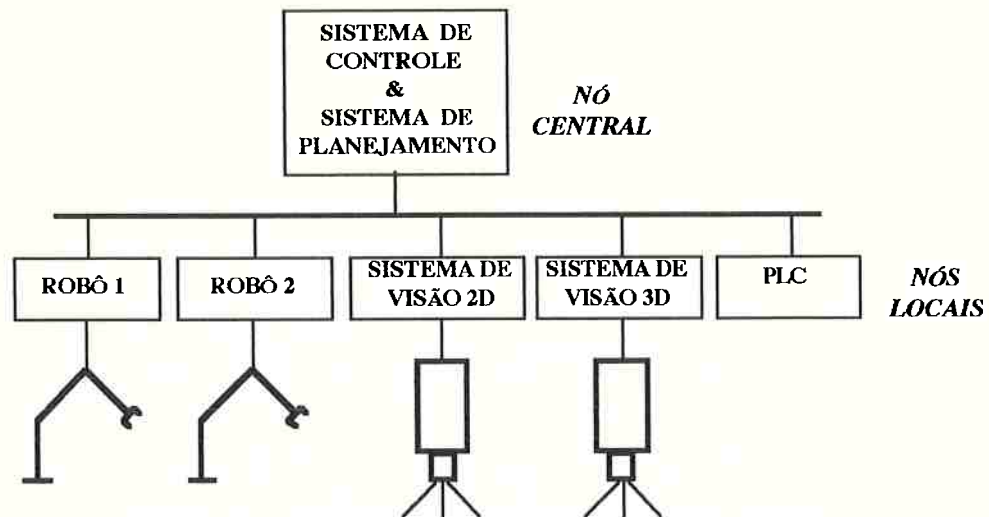 SISTEMA DE
CONTROLE
&
SISTEMA DE
PLANEJAMENTO
NÓ
CENTRAL
ROBÔ 1
ROBÔ 2
SISTEMA DE
VISÃO 2D
SISTEMA DE
VISÃO 3D
PLC
NÓS
LOCAIS